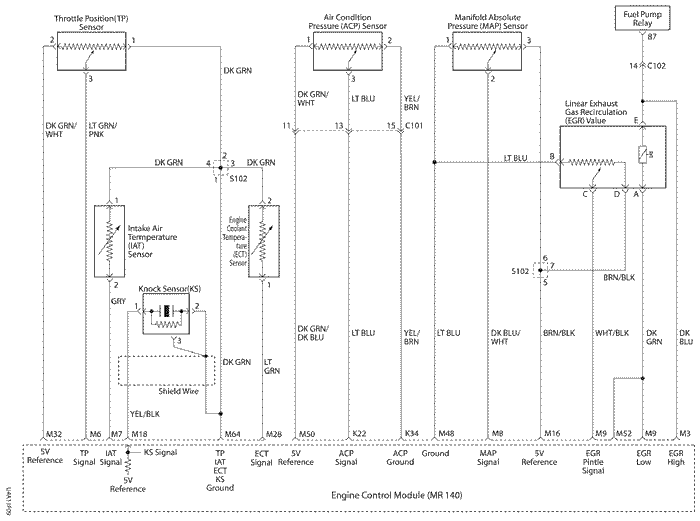 Throttle Position(TP)
Sensor
2
1
3
DK GRN
DK GRN/
WHT
LT GRN/
PNK
Air Condition
Pressure (ACP) Sensor
1
2
3
DK GRN/
WHT
LT BLU
YEL/
BRN
11
13
15
C101
Manifold Absolute
Pressure (MAP) Sensor
1
3
2
Fuel Pump
Relay
87
14
C102
Linear Exhaust
Gas Recirculation
(EGR) Value
E
B
C
D
A
LT BLU
DK GRN
4
2
3
1
S102
DK GRN
1
Intake Air
Termperature
(IAT)
Sensor
2
GRY
2
Engine
Coolant
Tempera-
ture
(ECT)
Sensor
1
Knock Sensor(KS)
1
2
3
Shield Wire
YEL/BLK
DK GRN
LT
GRN
DK GRN/
DK BLU
LT BLU
YEL/
BRN
LT BLU
DK BLU/
WHT
6
7
S102
5
BRN/BLK
BRN/BLK
WHT/BLK
DK
GRN
DK
BLU
M32
M6
M7
M18
M64
M28
M50
K22
K34
M48
M8
M16
M9
M52
M9
M3
5V
Reference
TP
Signal
IAT
Signal
KS Signal
5V
Reference
TP
IAT
ECT
KS
Ground
ECT
Signal
5V
Reference
ACP
Signal
ACP
Ground
Ground
MAP
Signal
5V
Reference
EGR
Pintle
Signal
EGR
Low
EGR
High
Engine Control Module (MR 140)